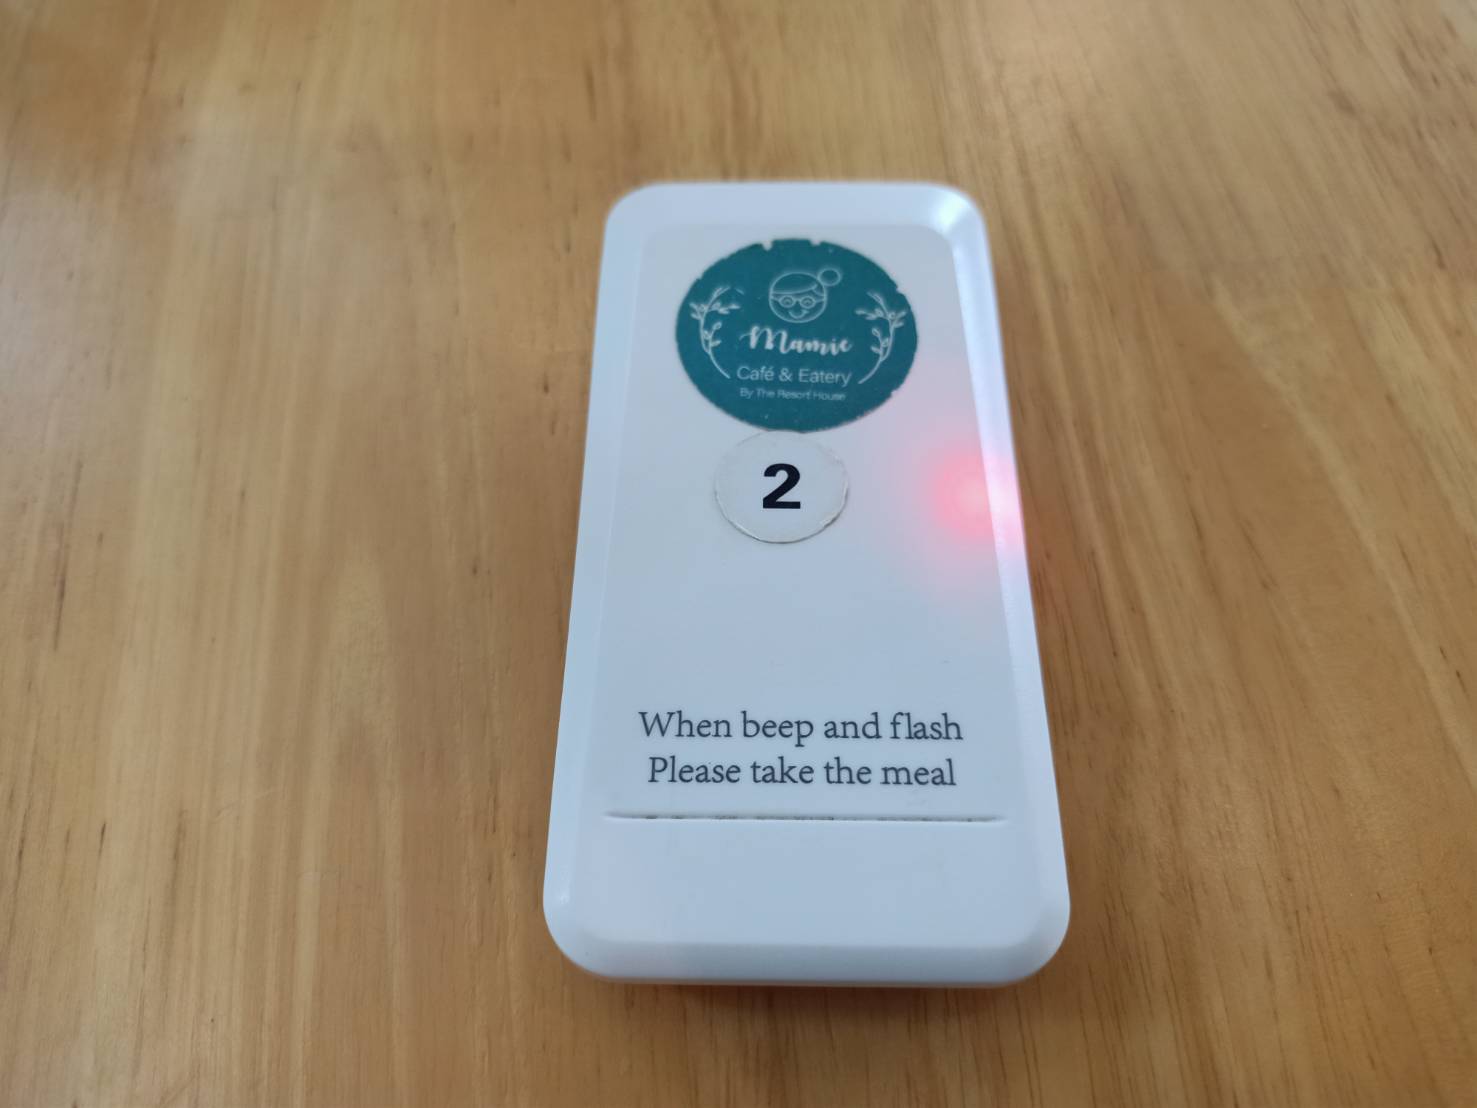 Mamie
Café & Eatery
By The Resort House
2
When beep and flash
Please take the meal